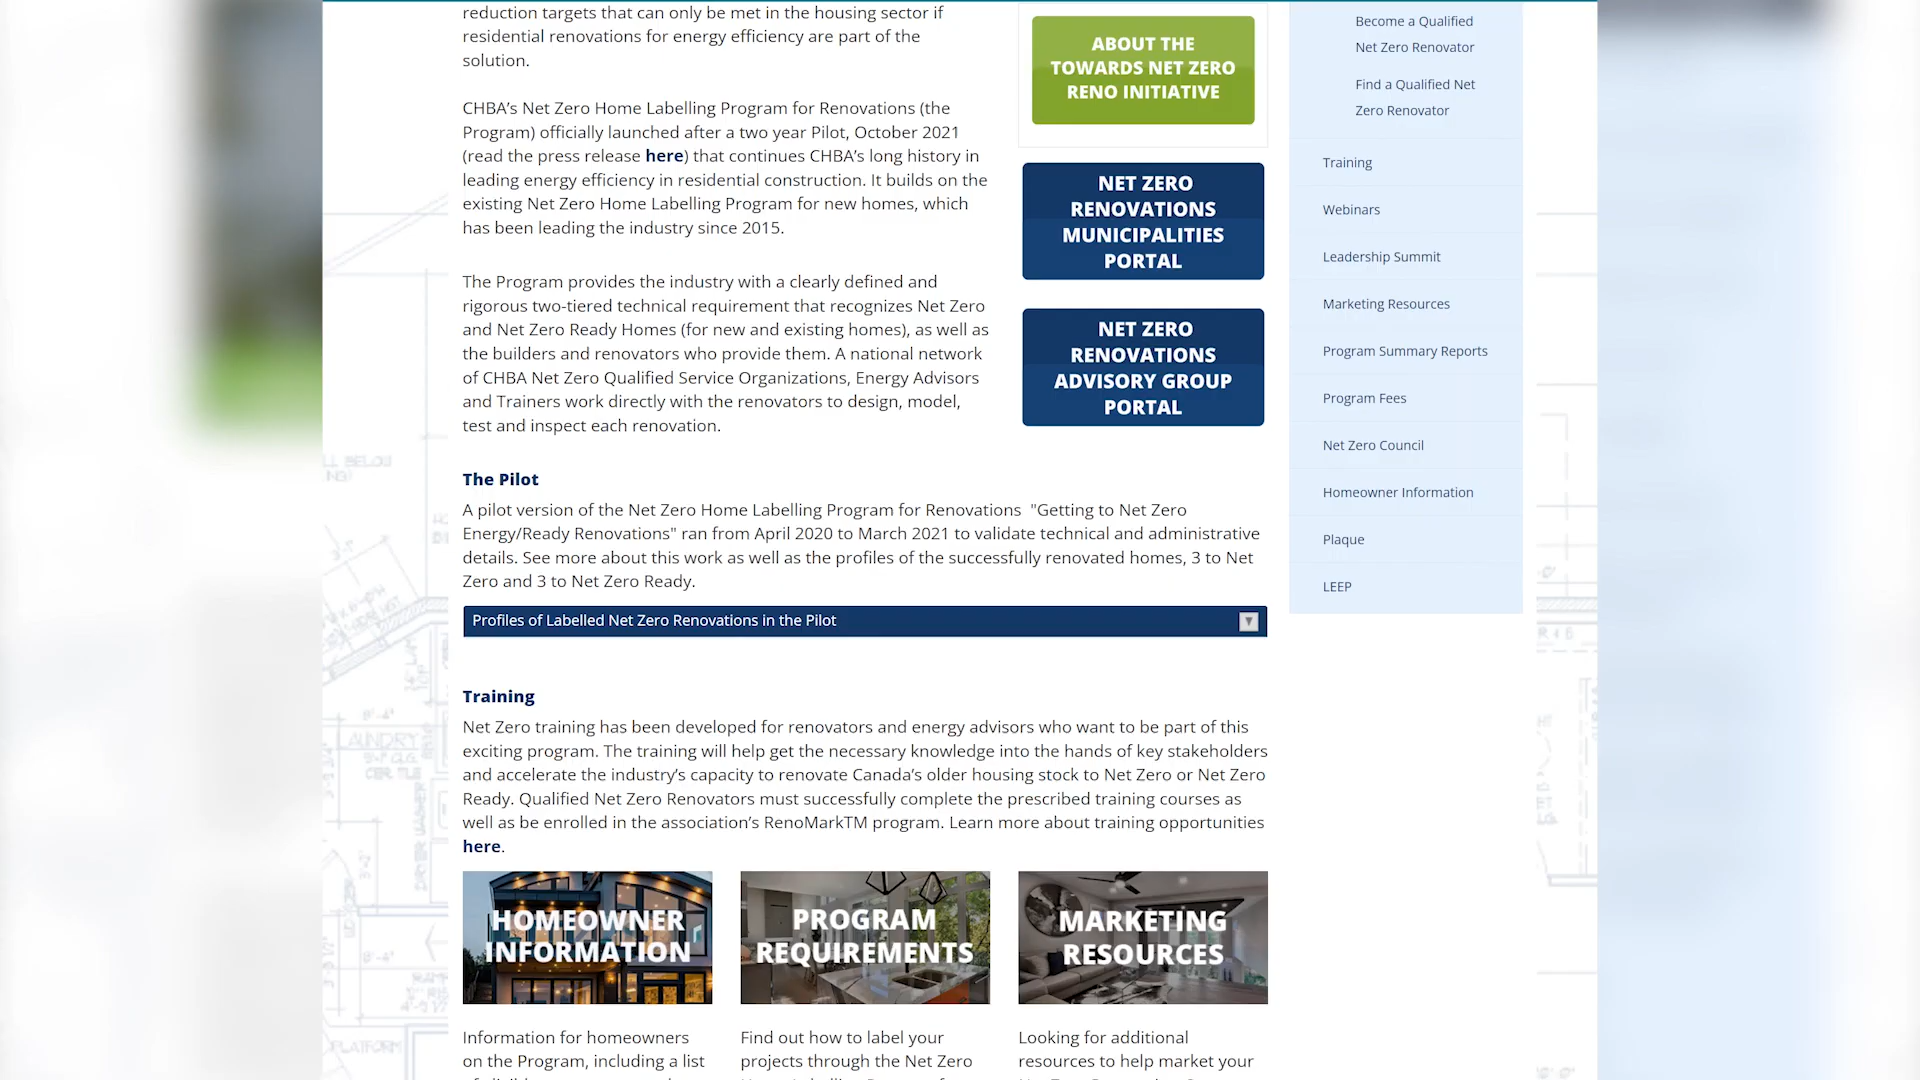 reduction targets that can only be met in the housing sector if
residential renovations for energy efficiency are part of the
solution.
CHBA’s Net Zero Home Labelling Program for Renovations (the
Program) officially launched after a two year Pilot, October 2021
(read the press release here) that continues CHBA’s long history in
leading energy efficiency in residential construction. It builds on the
existing Net Zero Home Labelling Program for new homes, which
has been leading the industry since 2015.
The Program provides the industry with a clearly defined and
rigorous two-tiered technical requirement that recognizes Net Zero
and Net Zero Ready Homes (for new and existing homes), as well as
the builders and renovators who provide them. A national network
of CHBA Net Zero Qualified Service Organizations, Energy Advisors
and Trainers work directly with the renovators to design, model,
test and inspect each renovation.
ABOUT THE
TOWARDS NET ZERO
RENO INITIATIVE
NET ZERO
RENOVATIONS
MUNICIPALITIES
PORTAL
NET ZERO
RENOVATIONS
ADVISORY GROUP
PORTAL
Become a Qualified
Net Zero Renovator
Find a Qualified Net
Zero Renovator
Training
Webinars
Leadership Summit
Marketing Resources
Program Summary Reports
Program Fees
Net Zero Council
Homeowner Information
Plaque
LEEP
The Pilot
A pilot version of the Net Zero Home Labelling Program for Renovations "Getting to Net Zero
Energy/Ready Renovations" ran from April 2020 to March 2021 to validate technical and administrative
details. See more about this work as well as the profiles of the successfully renovated homes, 3 to Net
Zero and 3 to Net Zero Ready.
Profiles of Labelled Net Zero Renovations in the Pilot
Training
Net Zero training has been developed for renovators and energy advisors who want to be part of this
exciting program. The training will help get the necessary knowledge into the hands of key stakeholders
and accelerate the industry’s capacity to renovate Canada’s older housing stock to Net Zero or Net Zero
Ready. Qualified Net Zero Renovators must successfully complete the prescribed training courses as
well as be enrolled in the association’s RenoMarkTM program. Learn more about training opportunities
here.
HOMEOWNER
INFORMATION
PROGRAM
REQUIREMENTS
MARKETING
RESOURCES
Information for homeowners
on the Program, including a list
Find out how to label your
projects through the Net Zero
Looking for additional
resources to help market your
PLATFORM